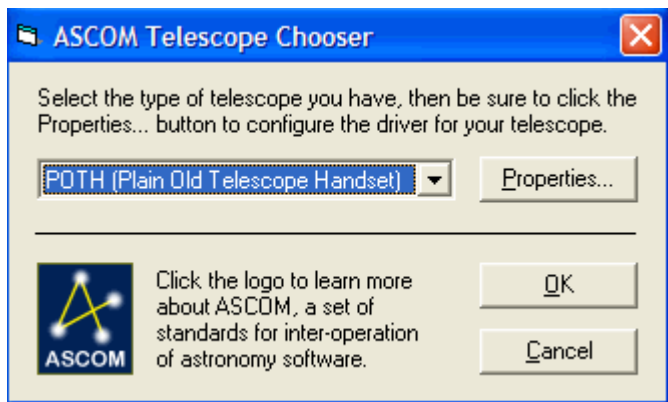 ASCOM Telescope Chooser
Select the type of telescope you have, then be sure to click the
Properties... button to configure the driver for your telescope.
POTH (Plain Old Telescope Handset)
Properties...
Click the logo to learn more
about ASCOM, a set of
standards for inter-operation
of astronomy software.
ASCOM
OK
Cancel